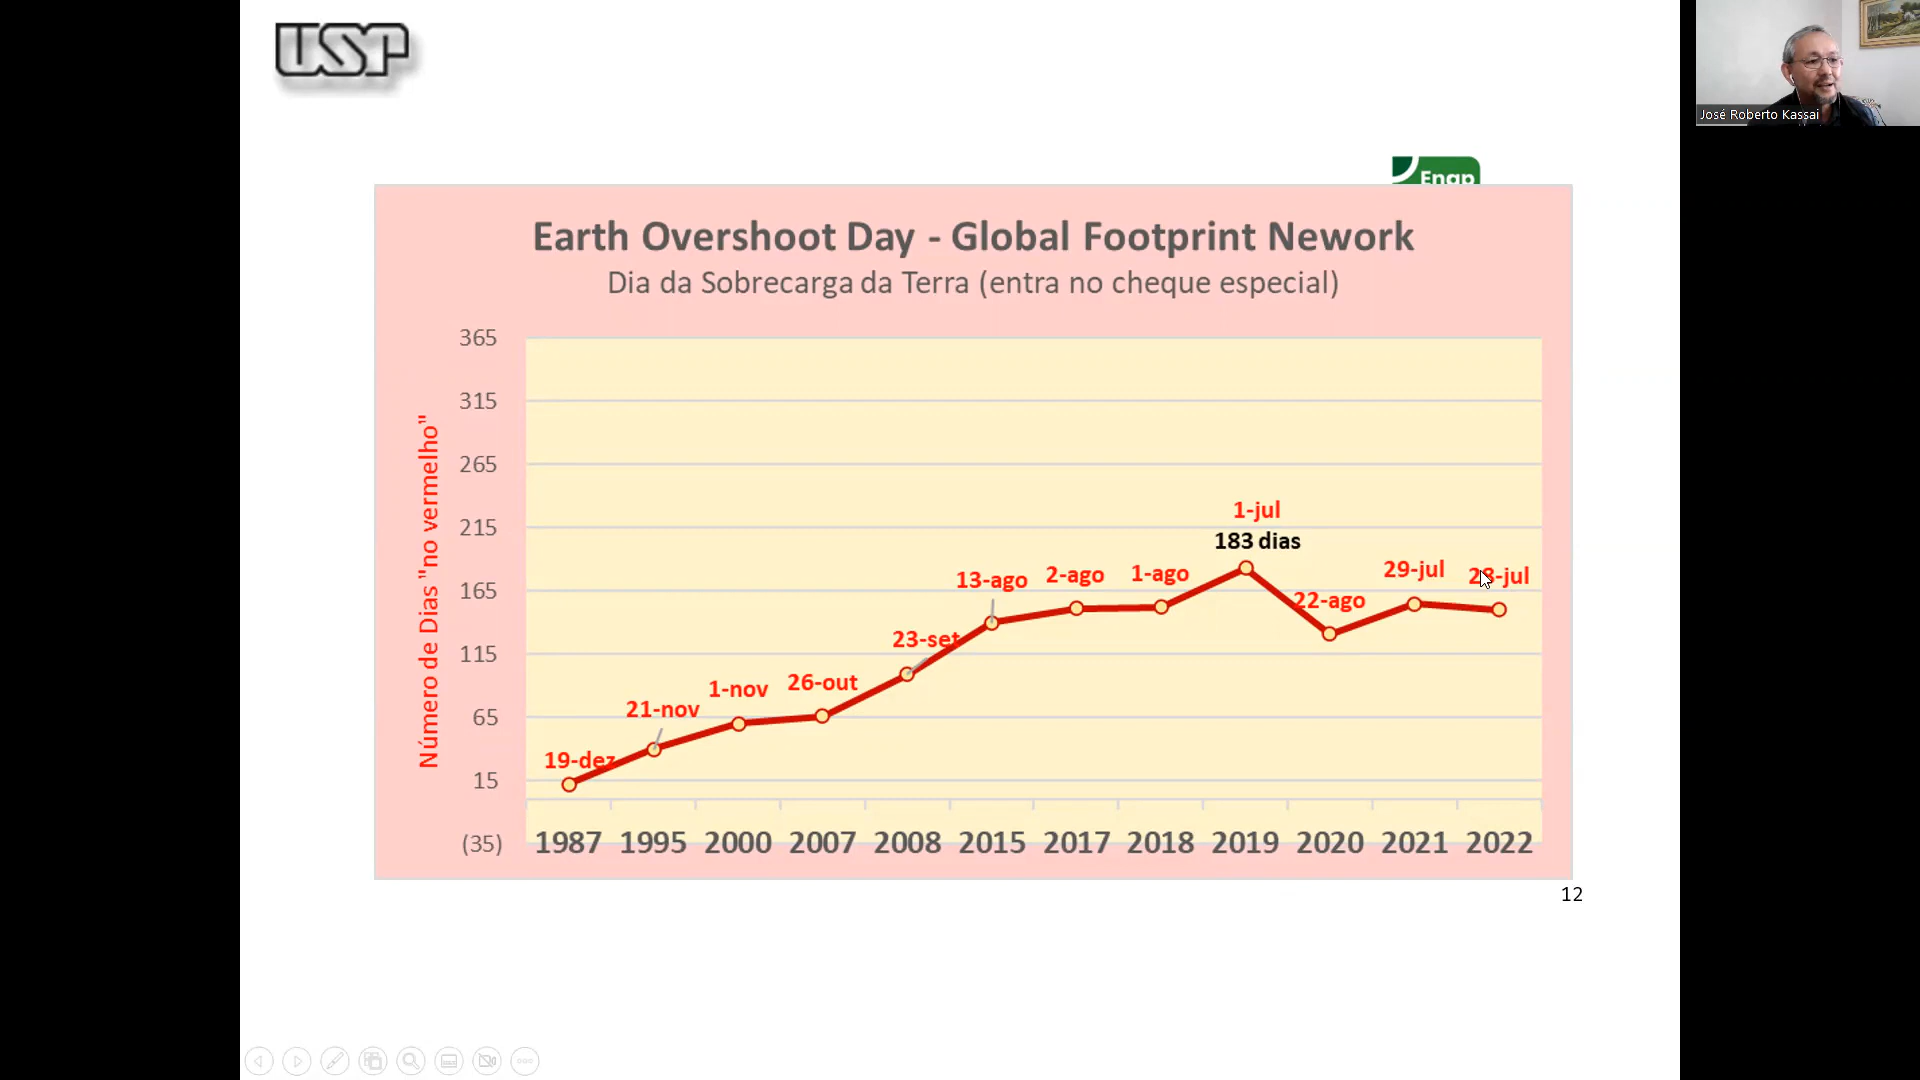 USP
José Roberto Kassai
Enap
Earth Overshoot Day - Global Footprint Nework
Dia da Sobrecarga da Terra (entra no cheque especial)
Número de Dias "no vermelho"
365
315
265
215
165
115
65
15
(35)
19-dez
21-nov
1-nov
26-out
23-set
13-ago
2-ago
1-ago
1-jul
183 dias
22-ago
29-jul
28-jul
1987 1995 2000 2007 2008 2015 2017 2018 2019 2020 2021 2022
12